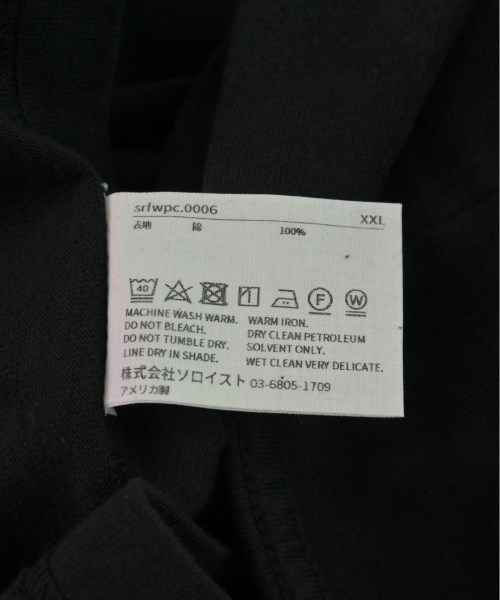 srfwpc.0006 XXL
表地 綿 100%
40 F W
MACHINE WASH WARM. WARM IRON.
DO NOT BLEACH. DRY CLEAN PETROLEUM
DO NOT TUMBLE DRY. SOLVENT ONLY.
LINE DRY IN SHADE. WET CLEAN VERY DELICATE.
株式会社ソロイスト 03-6805-1709
アメリカ製